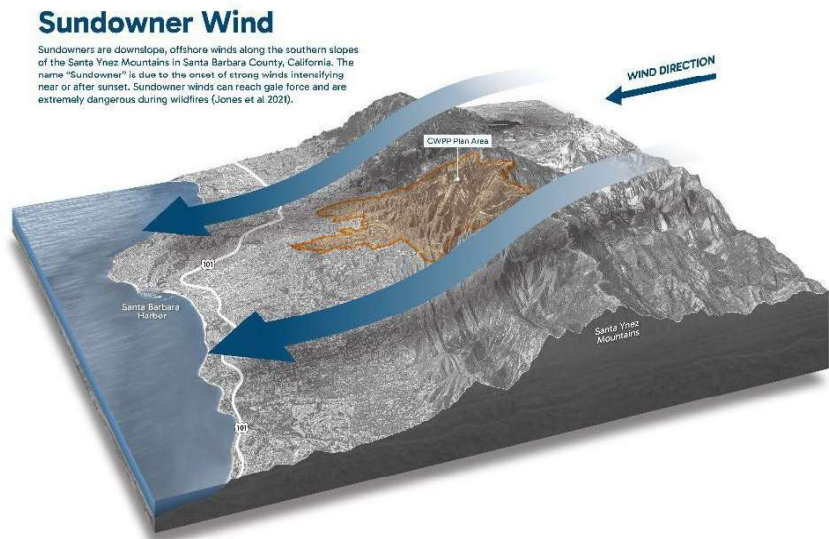 Sundowner Wind
Sundowners are downslope, offshore winds along the southern slopes
of the Santa Ynez Mountains in Santa Barbara County, California. The
name "Sundowner" is due to the onset of strong winds intensifying
near or after sunset. Sundowner winds can reach gale force and are
extremely dangerous during wildfires (Jones et al 2021).
WIND DIRECTION
CWPP Plan Area
101
Santa Barbara
Harbor
Santa Ynez
Mountains
101